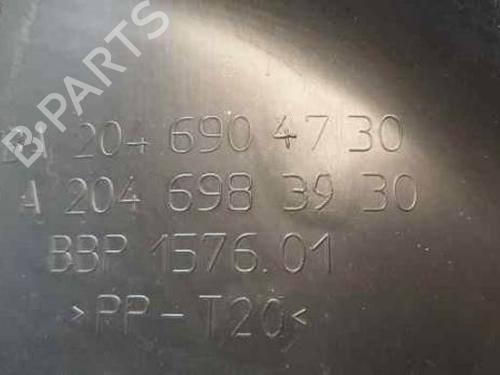 B-PARTS
A 204 690 47 30
A 204 698 39 30
BBP 1576.01
>PP-T20<